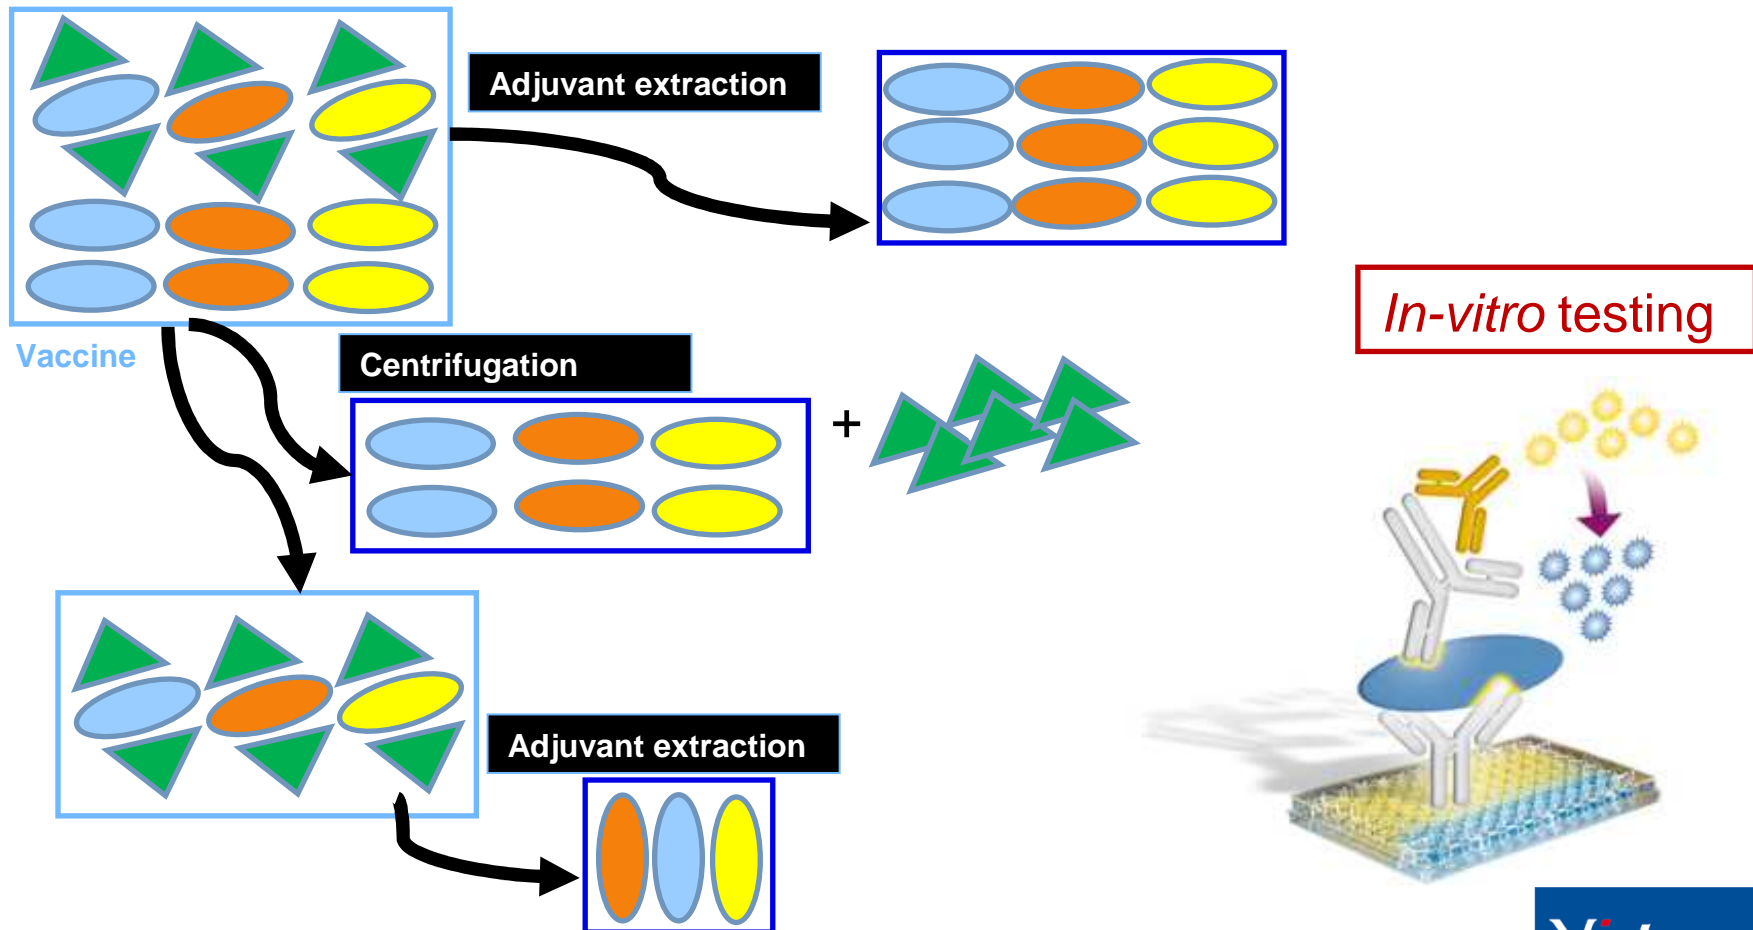 Adjuvant extraction
In-vitro testing
Vaccine
Centrifugation
+
Adjuvant extraction